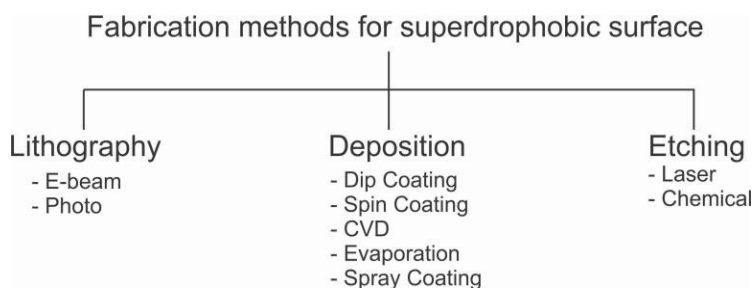 Fabrication methods for superdrophobic surface
Lithography
- E-beam
- Photo
Deposition
- Dip Coating
- Spin Coating
- CVD
- Evaporation
- Spray Coating
Etching
- Laser
- Chemical